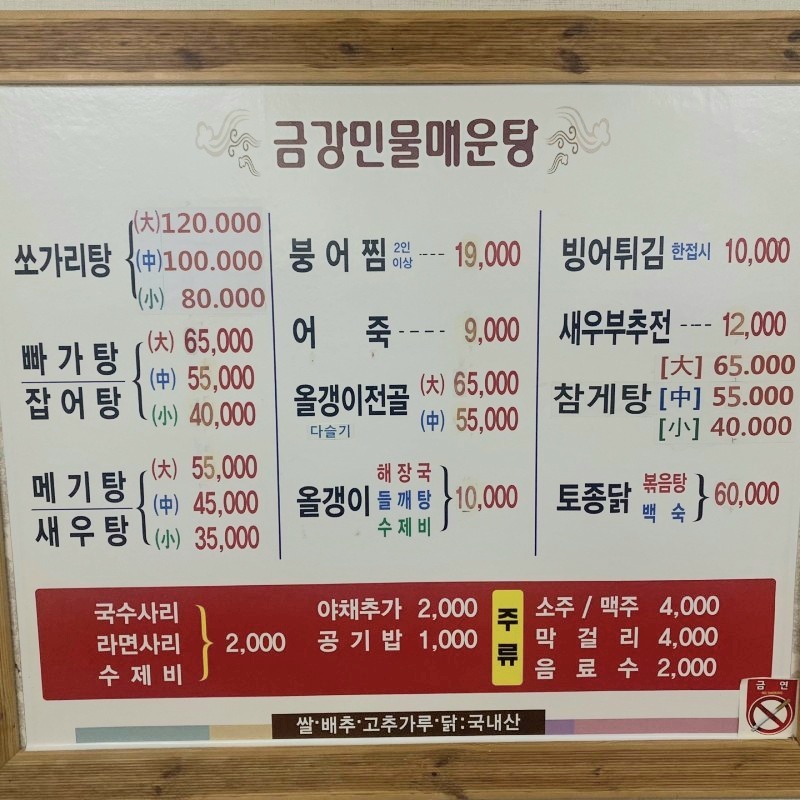 금강민물매운탕
쏘가리탕
(大) 120.000
(中) 100.000
(小) 80.000
빠가탕
잡어탕
(大) 65,000
(中) 55,000
(小) 40,000
메기탕
새우탕
(大) 55,000
(中) 45,000
(小) 35,000
붕어찜 2인 이상 ---- 19,000
어죽 ---- 9,000
올갱이전골
다슬기
(大) 65,000
(中) 55,000
올갱이
해장국
들깨탕
수제비
10,000
빙어튀김 한접시 10,000
새우부추전 ---- 12,000
참게탕
[大] 65.000
[中] 55.000
[小] 40.000
토종닭
볶음탕
백숙
60,000
국수사리
라면사리
수제비
2,000
야채추가 2,000
공기밥 1,000
주류
소주 / 맥주 4,000
막걸리 4,000
음료수 2,000
쌀·배추·고추가루·닭:국내산
금연